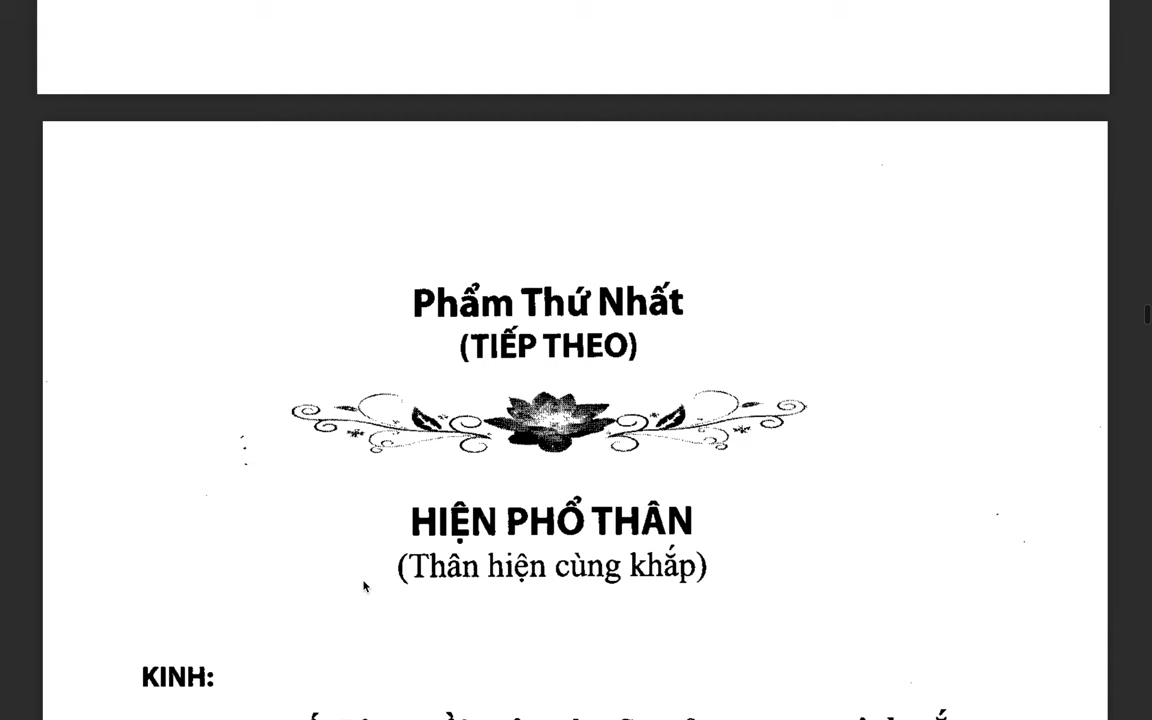 Phẩm Thứ Nhất
(TIẾP THEO)
HIỆN PHỔ THÂN
(Thân hiện cùng khắp)
KINH: